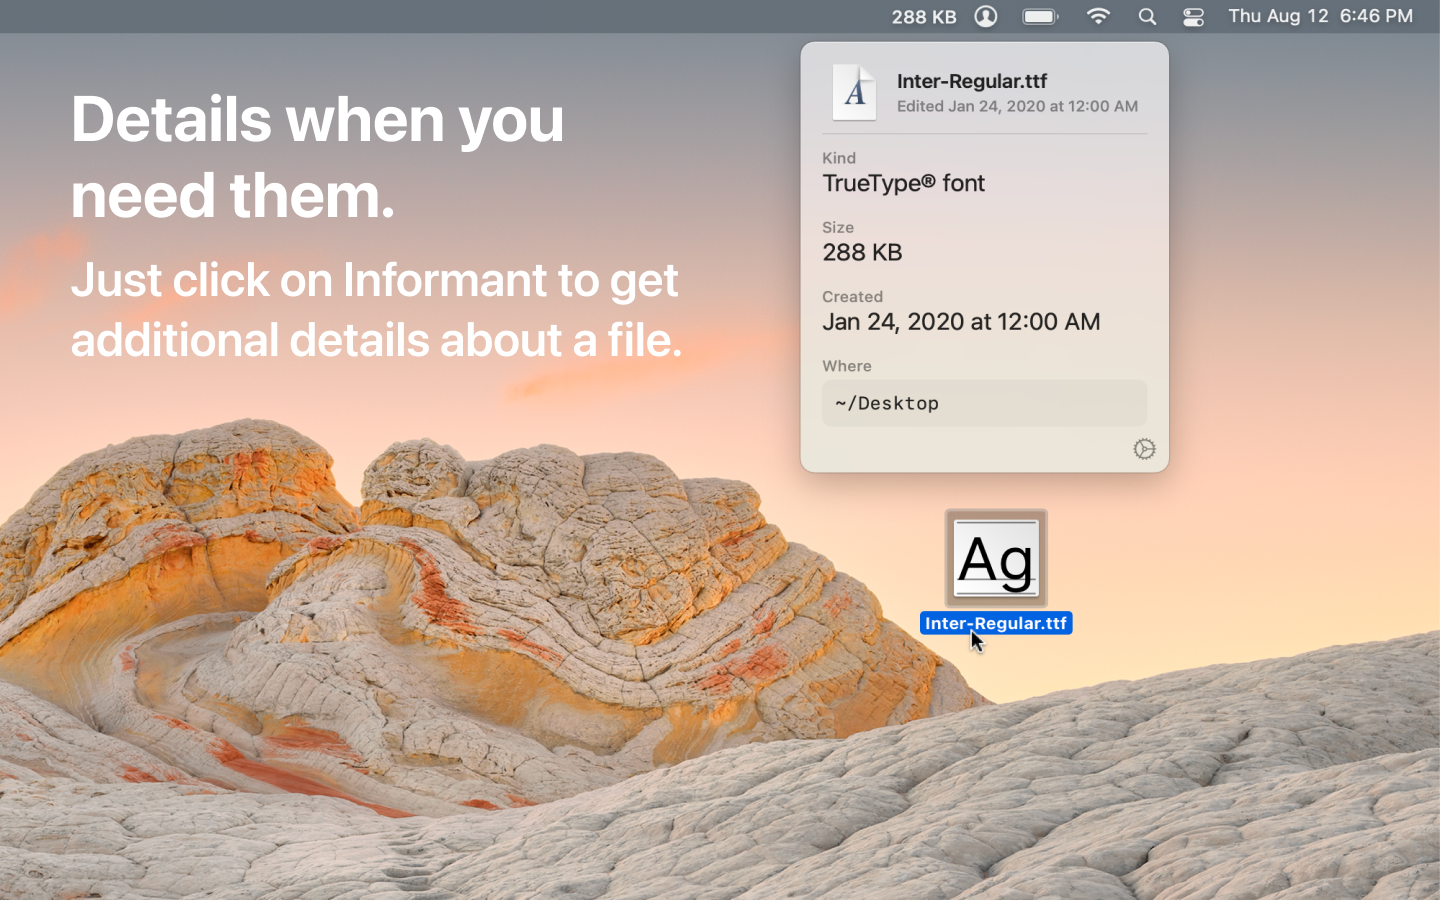 288 KB Thu Aug 12 6:46 PM
Details when you
need them.
Just click on Informant to get
additional details about a file.
A
Inter-Regular.ttf
Edited Jan 24, 2020 at 12:00 AM
Kind
TrueType® font
Size
288 KB
Created
Jan 24, 2020 at 12:00 AM
Where
~/Desktop
Ag
Inter-Regular.ttf